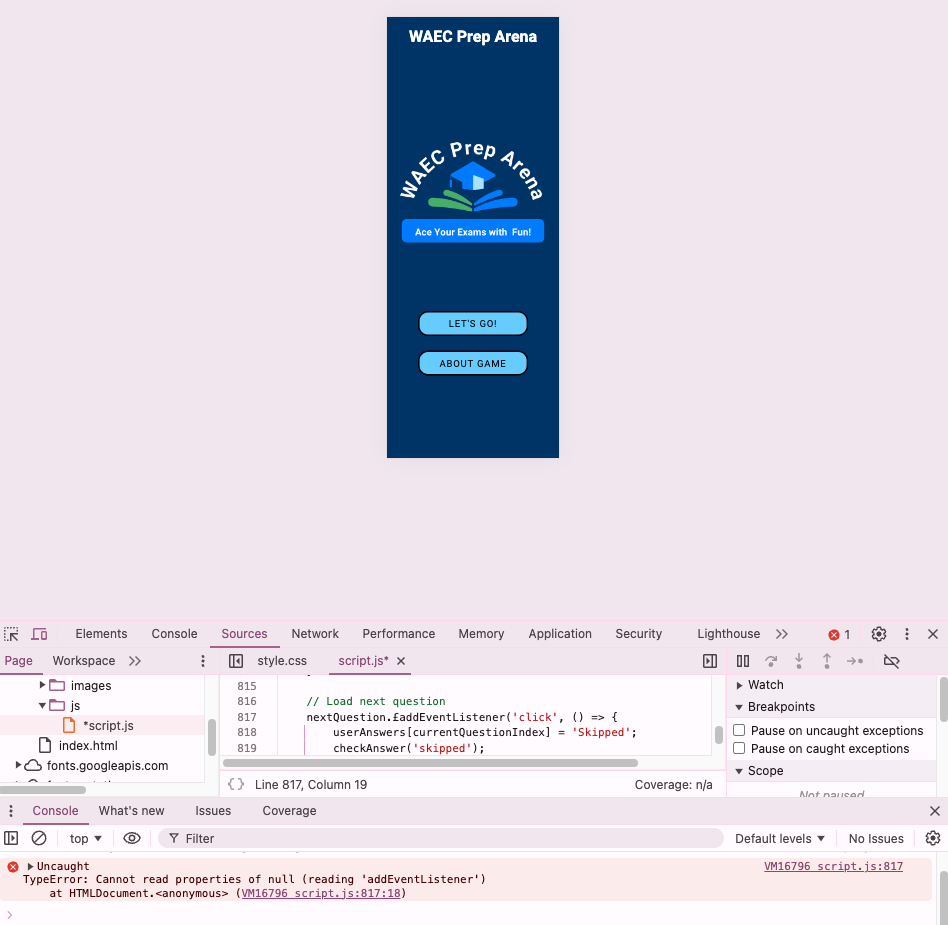 WAEC Prep Arena
WAEC Prep Arena
Ace Your Exams with Fun!
LET'S GO!
ABOUT GAME
Elements Console Sources Network Performance Memory Application Security Lighthouse 1
Page Workspace style.css script.js*
images
js
*script.js
index.html
fonts.googleapis.com
815
816 // Load next question
817 nextQuestion.£addEventListener('click', () => {
818 userAnswers[currentQuestionIndex] = 'Skipped';
819 checkAnswer('skipped');
{ } Line 817, Column 19 Coverage: n/a
Watch
Breakpoints
Pause on uncaught exceptions
Pause on caught exceptions
Scope
Not paused
Console What's new Issues Coverage
top Filter Default levels No Issues
Uncaught VM16796 script.js:817
TypeError: Cannot read properties of null (reading 'addEventListener')
at HTMLDocument.<anonymous> (VM16796 script.js:817:18)